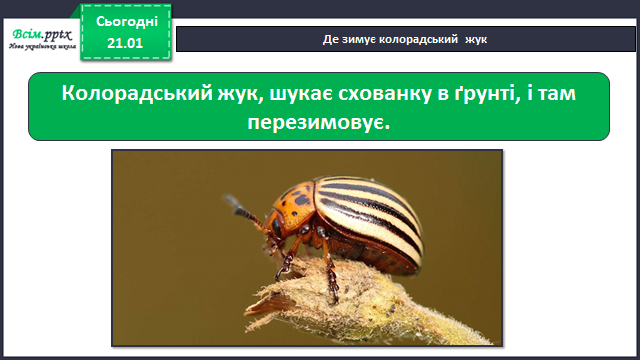 Всім.pptx
Нова українська школа
Сьогодні
21.01
Де зимує колорадський жук
Колорадський жук, шукає схованку в ґрунті, і там
перезимовує.